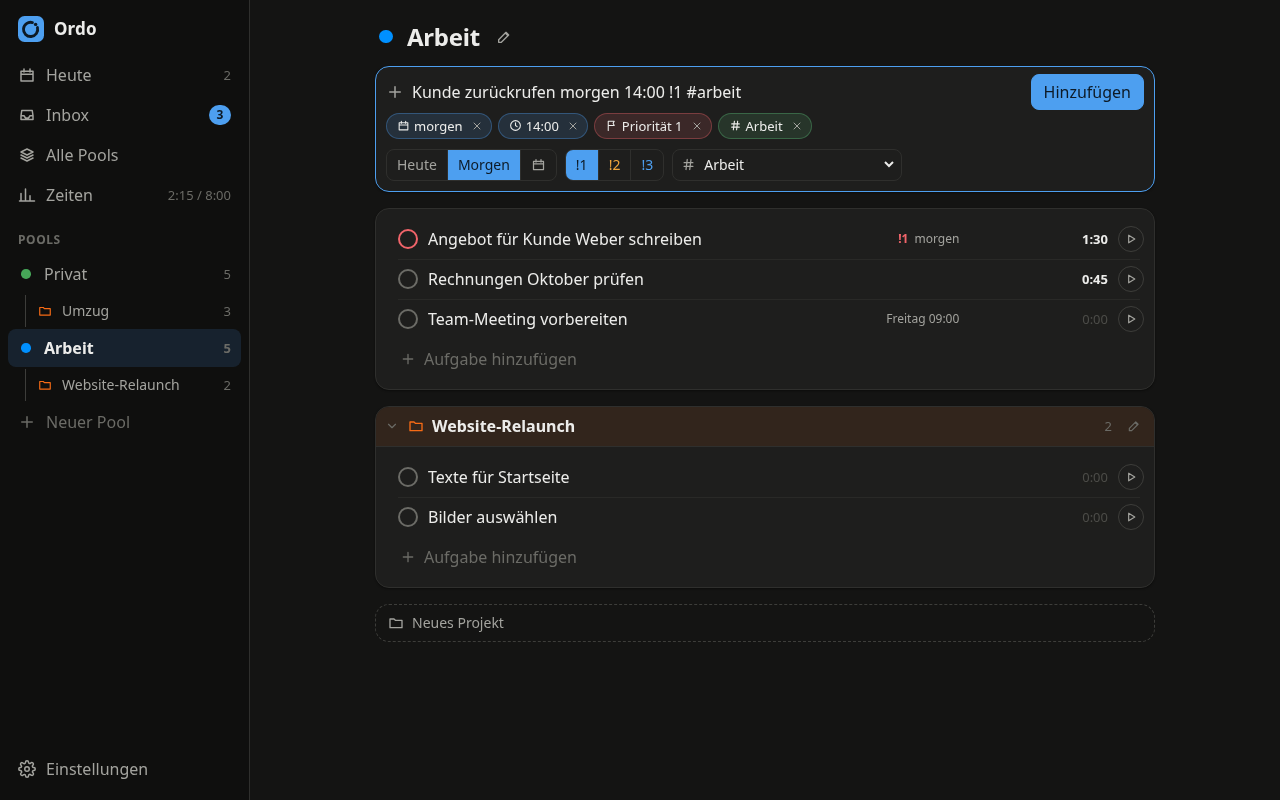 Ordo
Heute 2
Inbox 3
Alle Pools
Zeiten 2:15 / 8:00
POOLS
Privat 5
Umzug 3
Arbeit 5
Website-Relaunch 2
Neuer Pool
Einstellungen
Arbeit
Kunde zurückrufen morgen 14:00 !1 #arbeit Hinzufügen
morgen 14:00 Priorität 1 Arbeit
Heute Morgen !1 !2 !3 Arbeit
Angebot für Kunde Weber schreiben !1 morgen 1:30
Rechnungen Oktober prüfen 0:45
Team-Meeting vorbereiten Freitag 09:00 0:00
Aufgabe hinzufügen
Website-Relaunch 2
Texte für Startseite 0:00
Bilder auswählen 0:00
Aufgabe hinzufügen
Neues Projekt